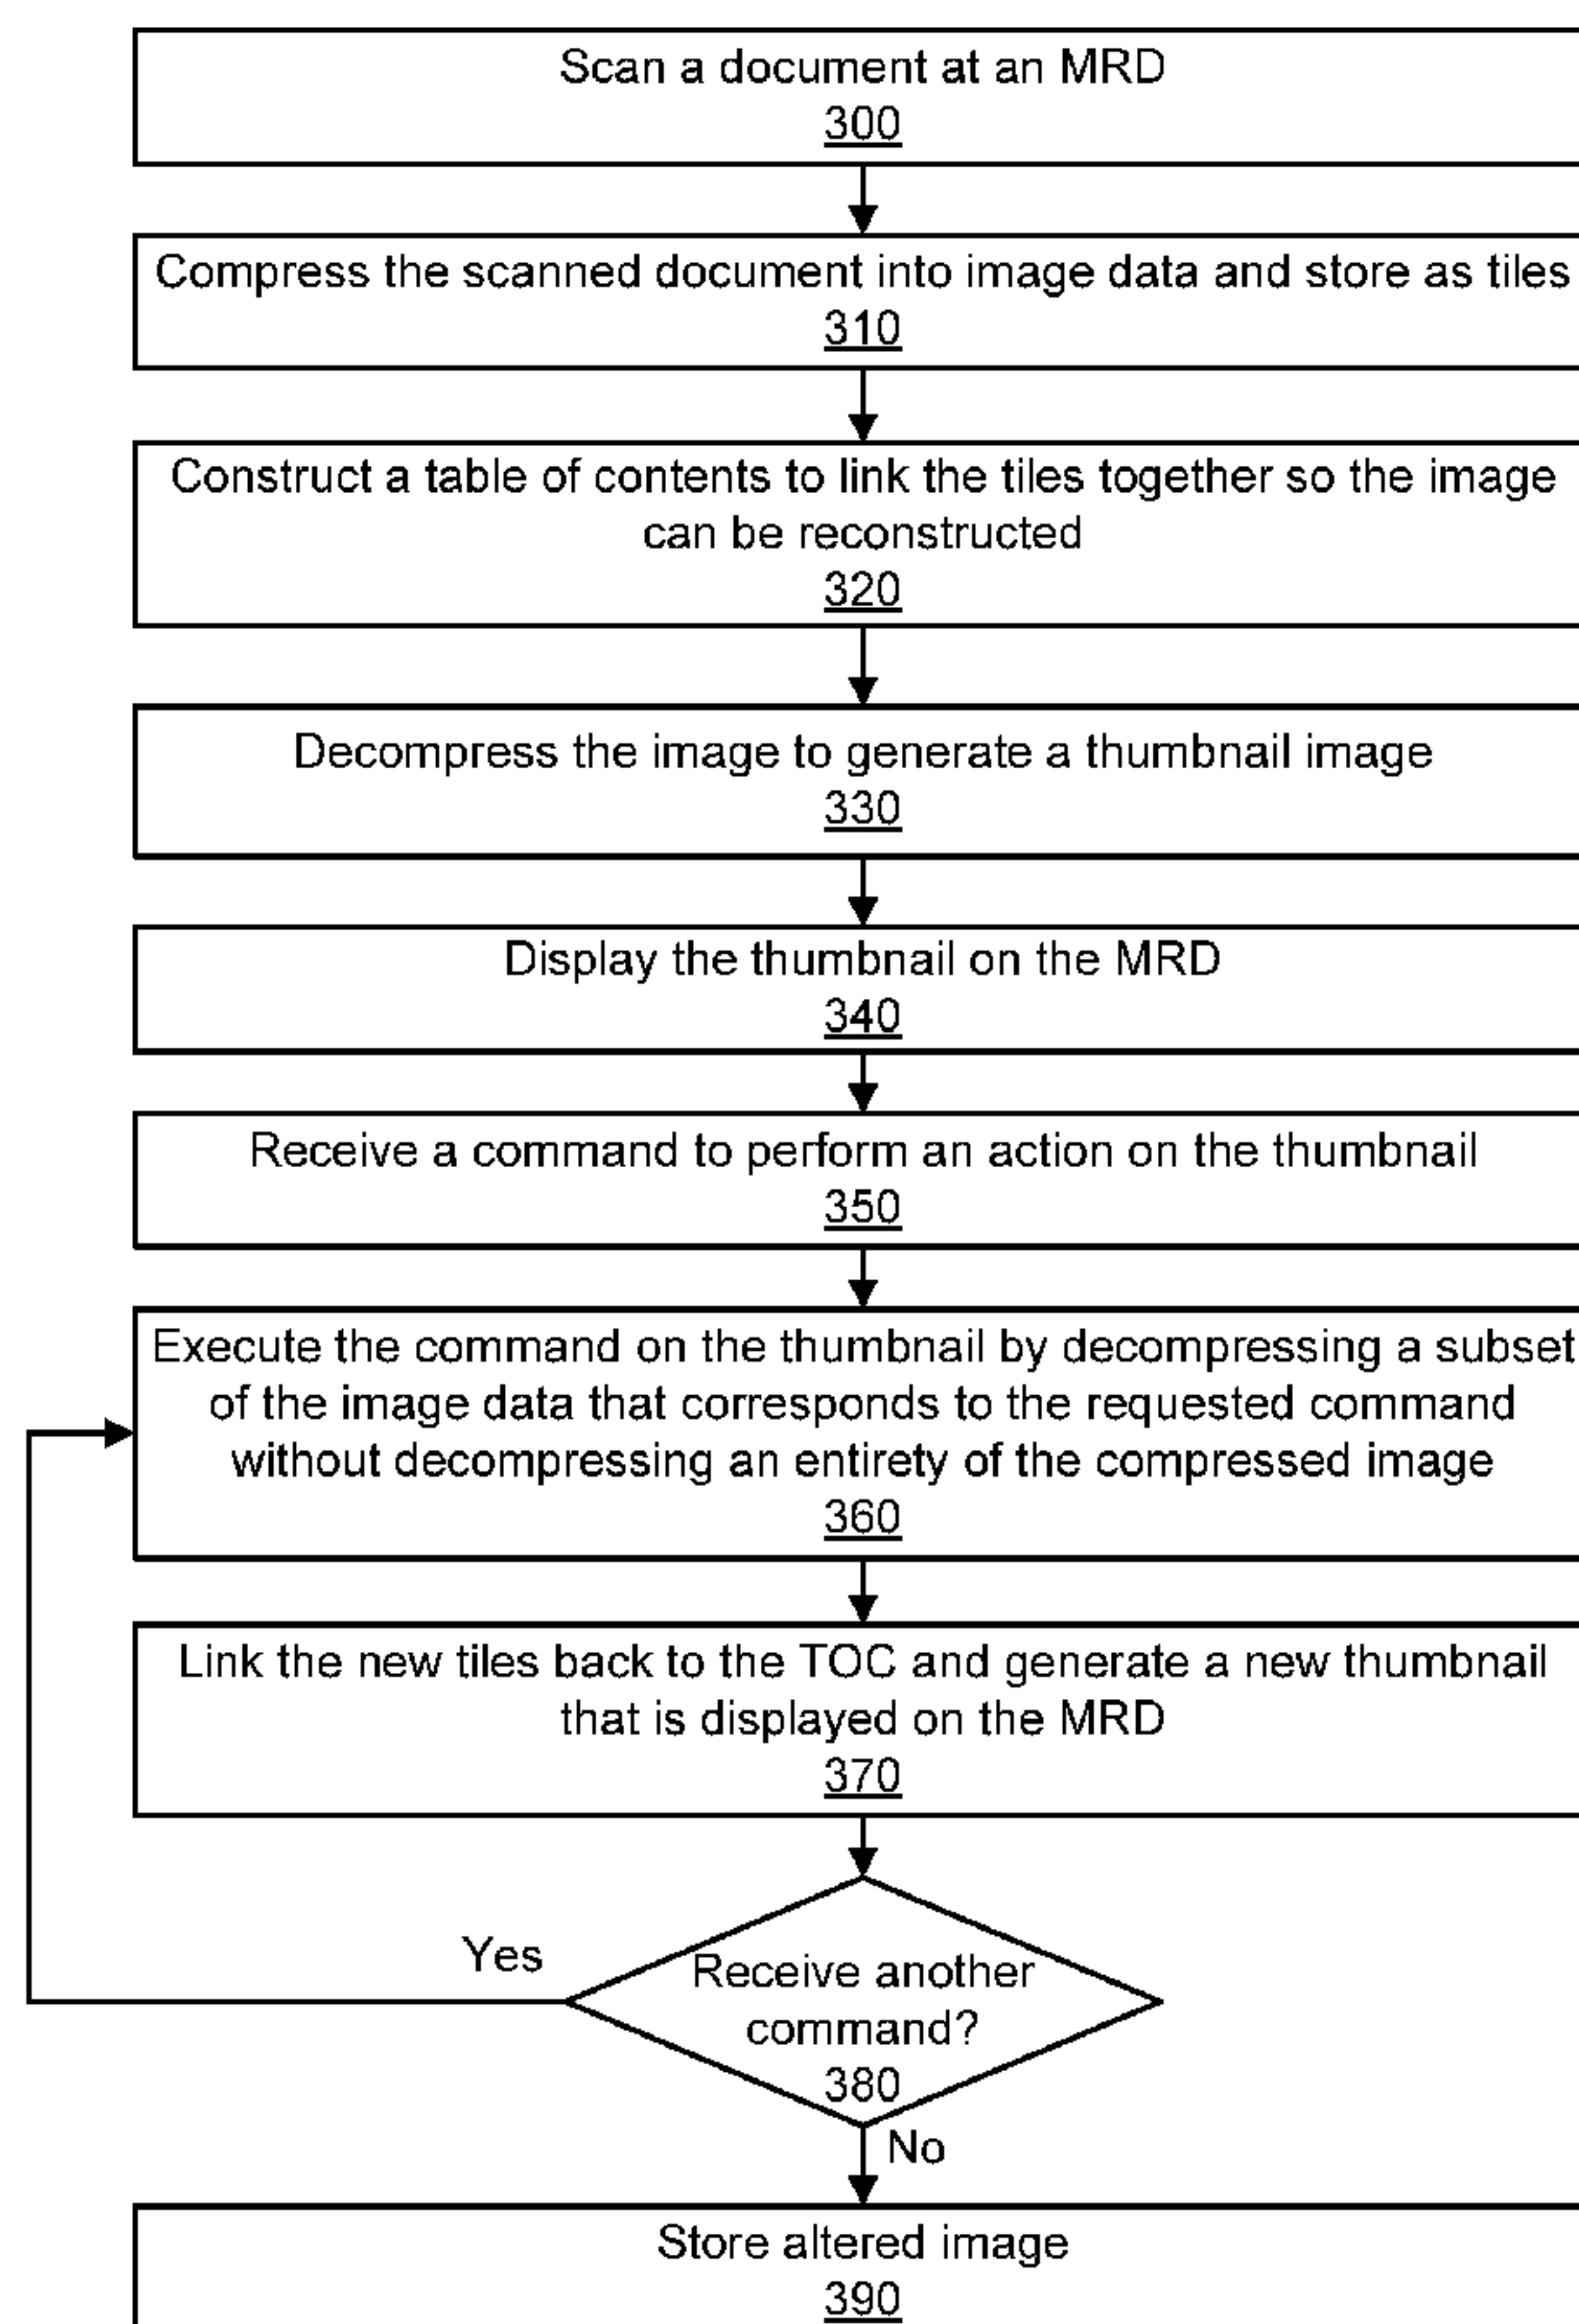 Scan a document at an MRD
300
Compress the scanned document into image data and store as tiles
310
Construct a table of contents to link the tiles together so the image
can be reconstructed
320
Decompress the image to generate a thumbnail image
330
Display the thumbnail on the MRD
340
Receive a command to perform an action on the thumbnail
350
Execute the command on the thumbnail by decompressing a subset
of the image data that corresponds to the requested command
without decompressing an entirety of the compressed image
360
Link the new tiles back to the TOC and generate a new thumbnail
that is displayed on the MRD
370
Yes
Receive another
command?
380
No
Store altered image
390